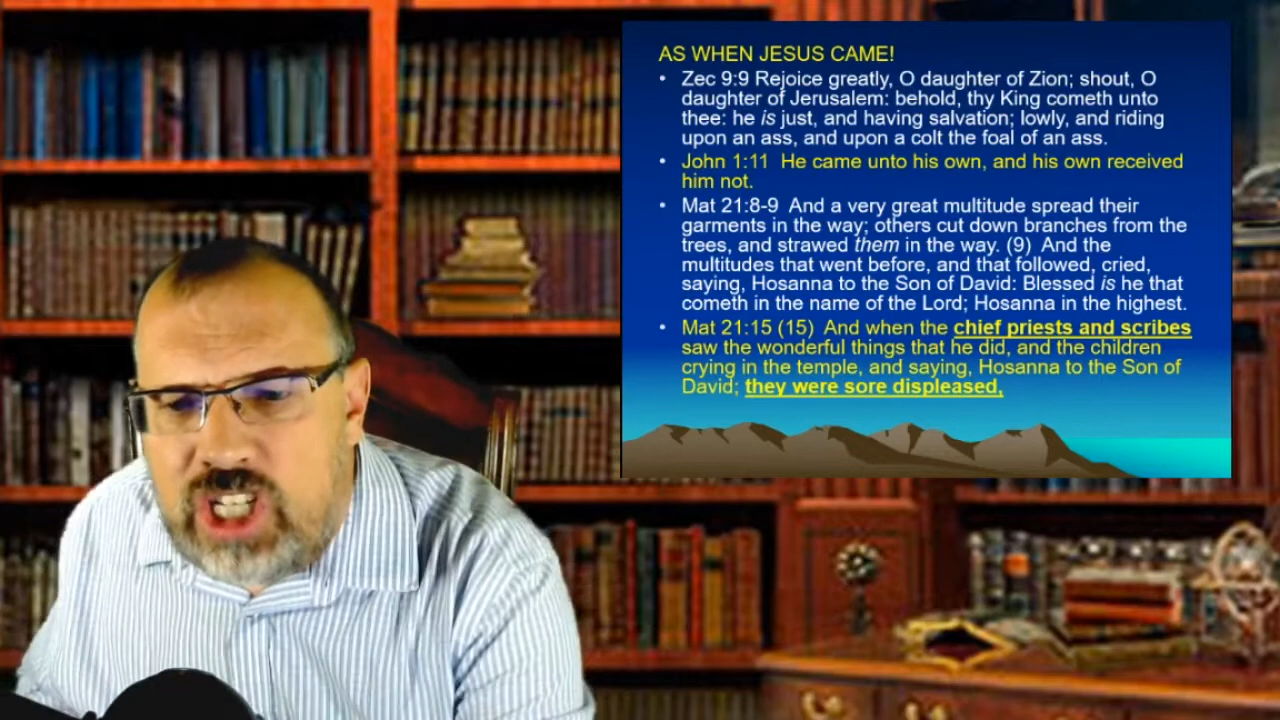 AS WHEN JESUS CAME!
• Zec 9:9 Rejoice greatly, O daughter of Zion; shout, O
daughter of Jerusalem: behold, thy King cometh unto
thee: he is just, and having salvation; lowly, and riding
upon an ass, and upon a colt the foal of an ass.
• John 1:11 He came unto his own, and his own received
him not.
• Mat 21:8-9 And a very great multitude spread their
garments in the way; others cut down branches from the
trees, and strawed them in the way. (9) And the
multitudes that went before, and that followed, cried,
saying, Hosanna to the Son of David: Blessed is he that
cometh in the name of the Lord; Hosanna in the highest.
• Mat 21:15 (15) And when the chief priests and scribes
saw the wonderful things that he did, and the children
crying in the temple, and saying, Hosanna to the Son of
David; they were sore displeased,